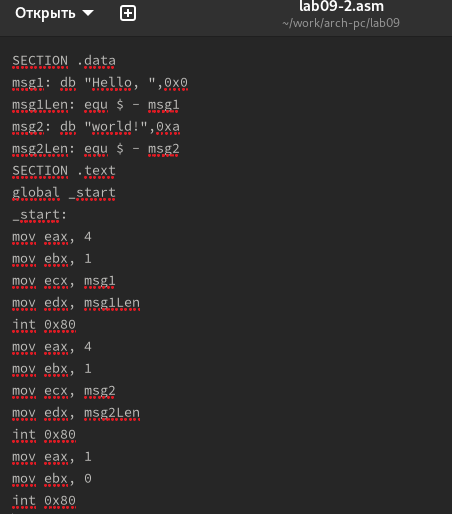 Открыть
lab09-2.asm
~/work/arch-pc/lab09
SECTION .data
msg1: db "Hello, ",0x0
msg1Len: equ $ - msg1
msg2: db "world!",0xa
msg2Len: equ $ - msg2
SECTION .text
global _start
_start:
mov eax, 4
mov ebx, 1
mov ecx, msg1
mov edx, msg1Len
int 0x80
mov eax, 4
mov ebx, 1
mov ecx, msg2
mov edx, msg2Len
int 0x80
mov eax, 1
mov ebx, 0
int 0x80